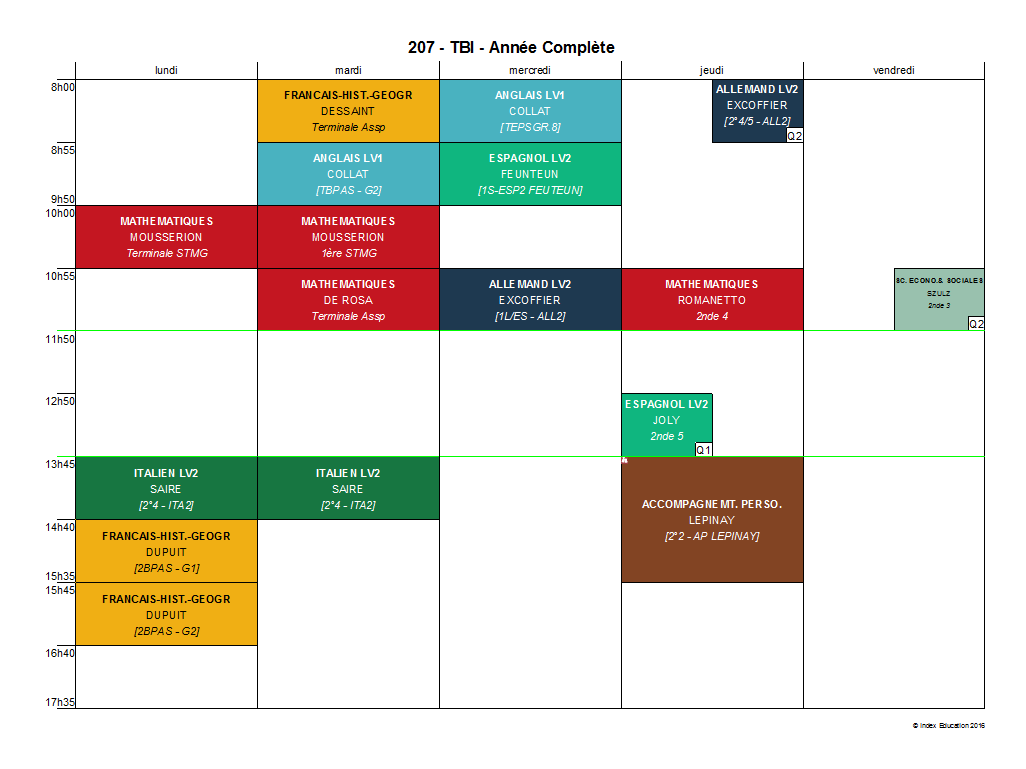 207 - TBI - Année Complète
lundi
mardi
mercredi
jeudi
vendredi
8h00
FRANCAIS-HIST.-GEOGR
DESSAINT
Terminale Assp
ANGLAIS LV1
COLLAT
[TEPSGR.8]
ALLEMAND LV2
EXCOFFIER
[2°4/5 - ALL2]
Q2
8h55
ANGLAIS LV1
COLLAT
[TBPAS - G2]
ESPAGNOL LV2
FEUNTEUN
[1S-ESP2 FEUTEUN]
9h50
10h00
MATHEMATIQUES
MOUSSERION
Terminale STMG
MATHEMATIQUES
MOUSSERION
1ère STMG
10h55
MATHEMATIQUES
DE ROSA
Terminale Assp
ALLEMAND LV2
EXCOFFIER
[1L/ES - ALL2]
MATHEMATIQUES
ROMANETTO
2nde 4
SC. ECONO.& SOCIALES
SZULZ
2nde 3
Q2
11h50
12h50
ESPAGNOL LV2
JOLY
2nde 5
Q1
13h45
ITALIEN LV2
SAIRE
[2°4 - ITA2]
ITALIEN LV2
SAIRE
[2°4 - ITA2]
ACCOMPAGNEMT. PERSO.
LEPINAY
[2°2 - AP LEPINAY]
14h40
FRANCAIS-HIST.-GEOGR
DUPUIT
[2BPAS - G1]
15h35
15h45
FRANCAIS-HIST.-GEOGR
DUPUIT
[2BPAS - G2]
16h40
17h35
© Index Education 2016